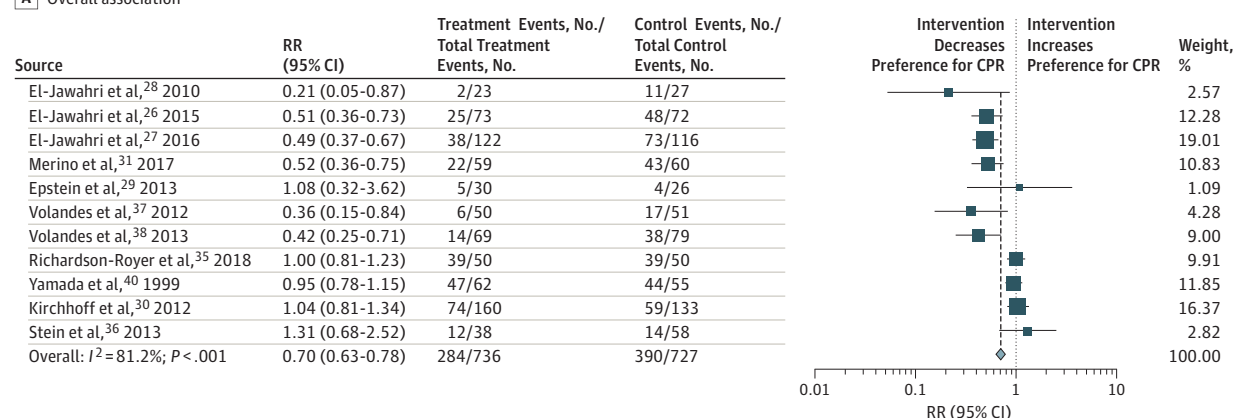 A Overall association
Source RR (95% CI) Treatment Events, No./ Total Treatment Events, No. Control Events, No./ Total Control Events, No. Intervention Decreases Preference for CPR Intervention Increases Preference for CPR Weight, %
El-Jawahri et al,28 2010 0.21 (0.05-0.87) 2/23 11/27 2.57
El-Jawahri et al,26 2015 0.51 (0.36-0.73) 25/73 48/72 12.28
El-Jawahri et al,27 2016 0.49 (0.37-0.67) 38/122 73/116 19.01
Merino et al,31 2017 0.52 (0.36-0.75) 22/59 43/60 10.83
Epstein et al,29 2013 1.08 (0.32-3.62) 5/30 4/26 1.09
Volandes et al,37 2012 0.36 (0.15-0.84) 6/50 17/51 4.28
Volandes et al,38 2013 0.42 (0.25-0.71) 14/69 38/79 9.00
Richardson-Royer et al,35 2018 1.00 (0.81-1.23) 39/50 39/50 9.91
Yamada et al,40 1999 0.95 (0.78-1.15) 47/62 44/55 11.85
Kirchhoff et al,30 2012 1.04 (0.81-1.34) 74/160 59/133 16.37
Stein et al,36 2013 1.31 (0.68-2.52) 12/38 14/58 2.82
Overall: I2=81.2%; P<.001 0.70 (0.63-0.78) 284/736 390/727 100.00
0.01 0.1 1 10
RR (95% CI)